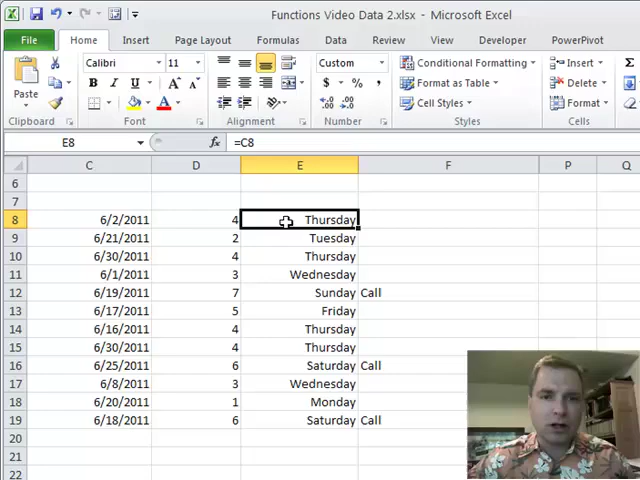 Functions Video Data 2.xlsx - Microsoft Excel
File Home Insert Page Layout Formulas Data Review View Developer PowerPivot
Paste Calibri 11 Custom Conditional Formatting Insert Σ
B I U A A $ % , Format as Table Delete
Cell Styles Format
Clipboard Font Alignment Number Styles Cells
E8 fx =C8
C D E F P Q
6
7
8 6/2/2011 4 Thursday
9 6/21/2011 2 Tuesday
10 6/30/2011 4 Thursday
11 6/1/2011 3 Wednesday
12 6/19/2011 7 Sunday Call
13 6/17/2011 5 Friday
14 6/16/2011 4 Thursday
15 6/30/2011 4 Thursday
16 6/25/2011 6 Saturday Call
17 6/8/2011 3 Wednesday
18 6/20/2011 1 Monday
19 6/18/2011 6 Saturday Call
20
21
22